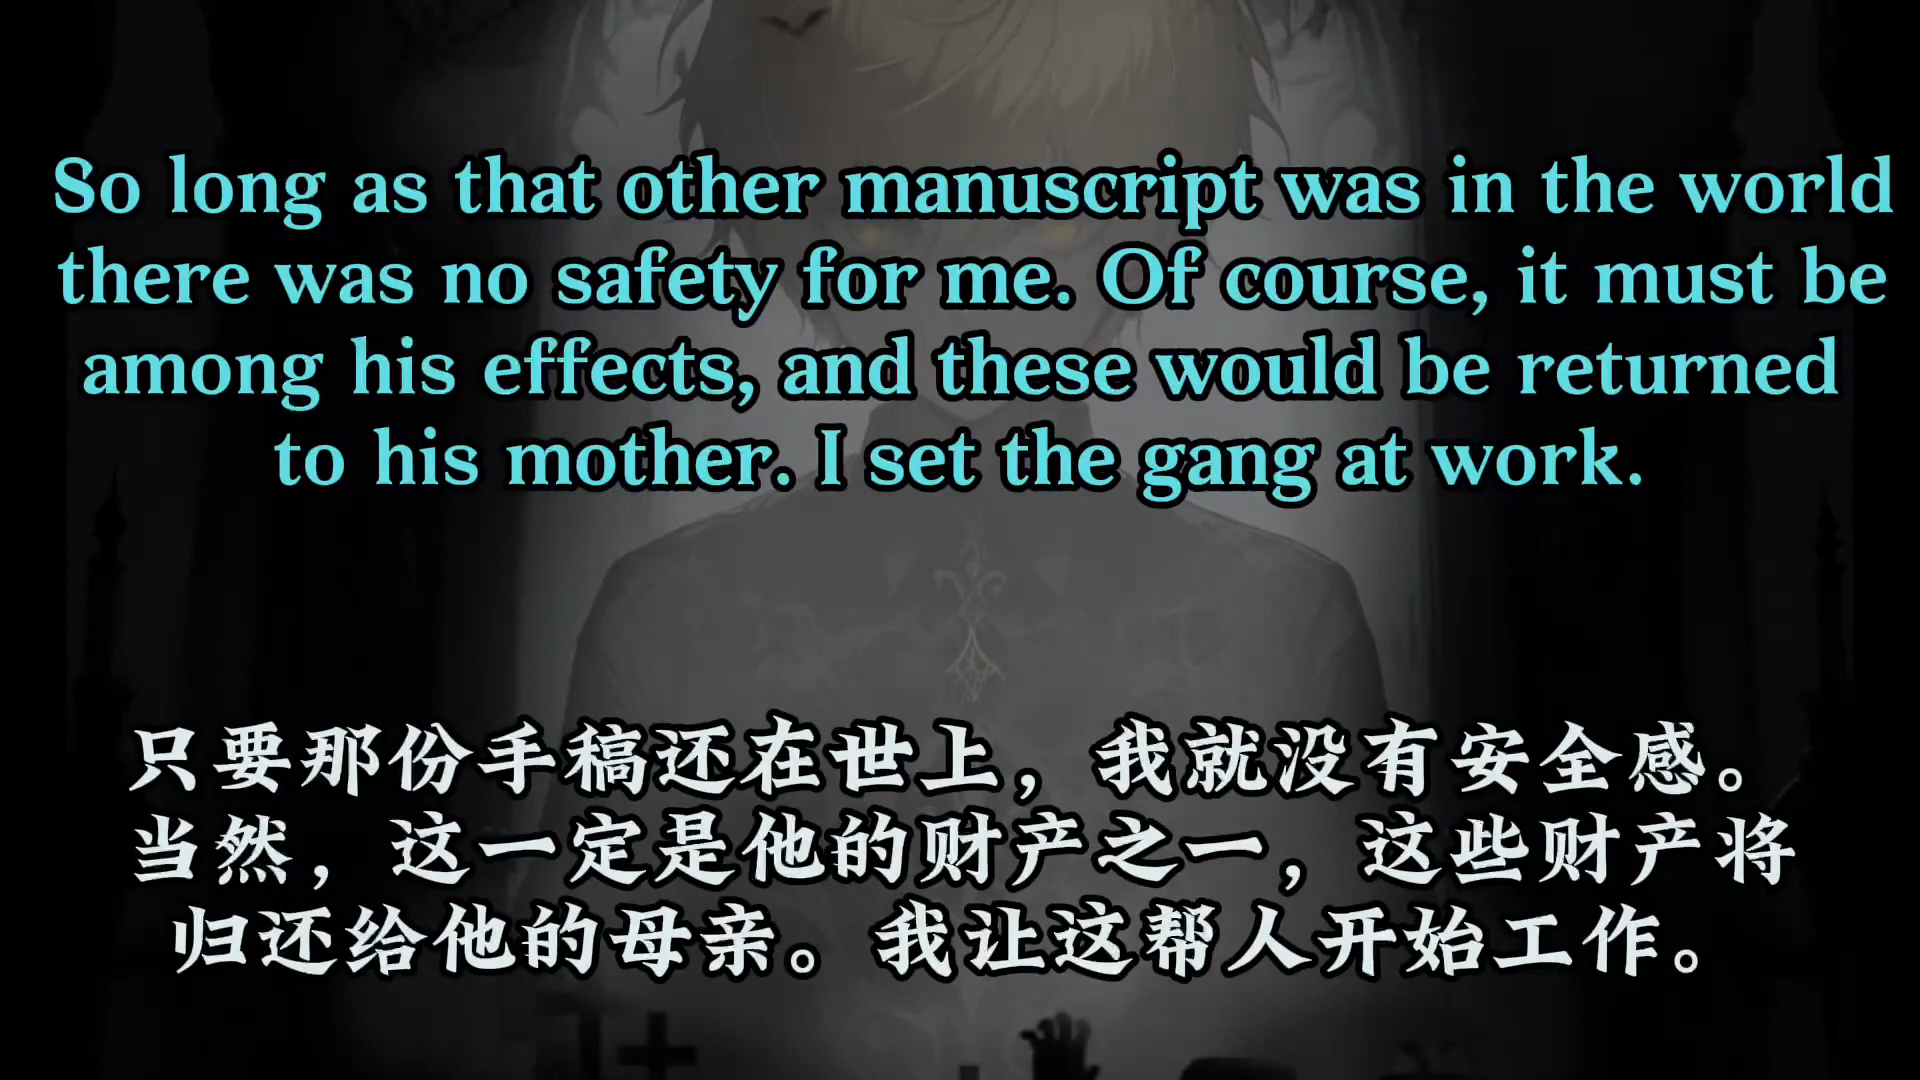 So long as that other manuscript was in the world
there was no safety for me. Of course, it must be
among his effects, and these would be returned
to his mother. I set the gang at work.
只要那份手稿还在世上，我就没有安全感。
当然，这一定是他的财产之一，这些财产将
归还给他的母亲。我让这帮人开始工作。